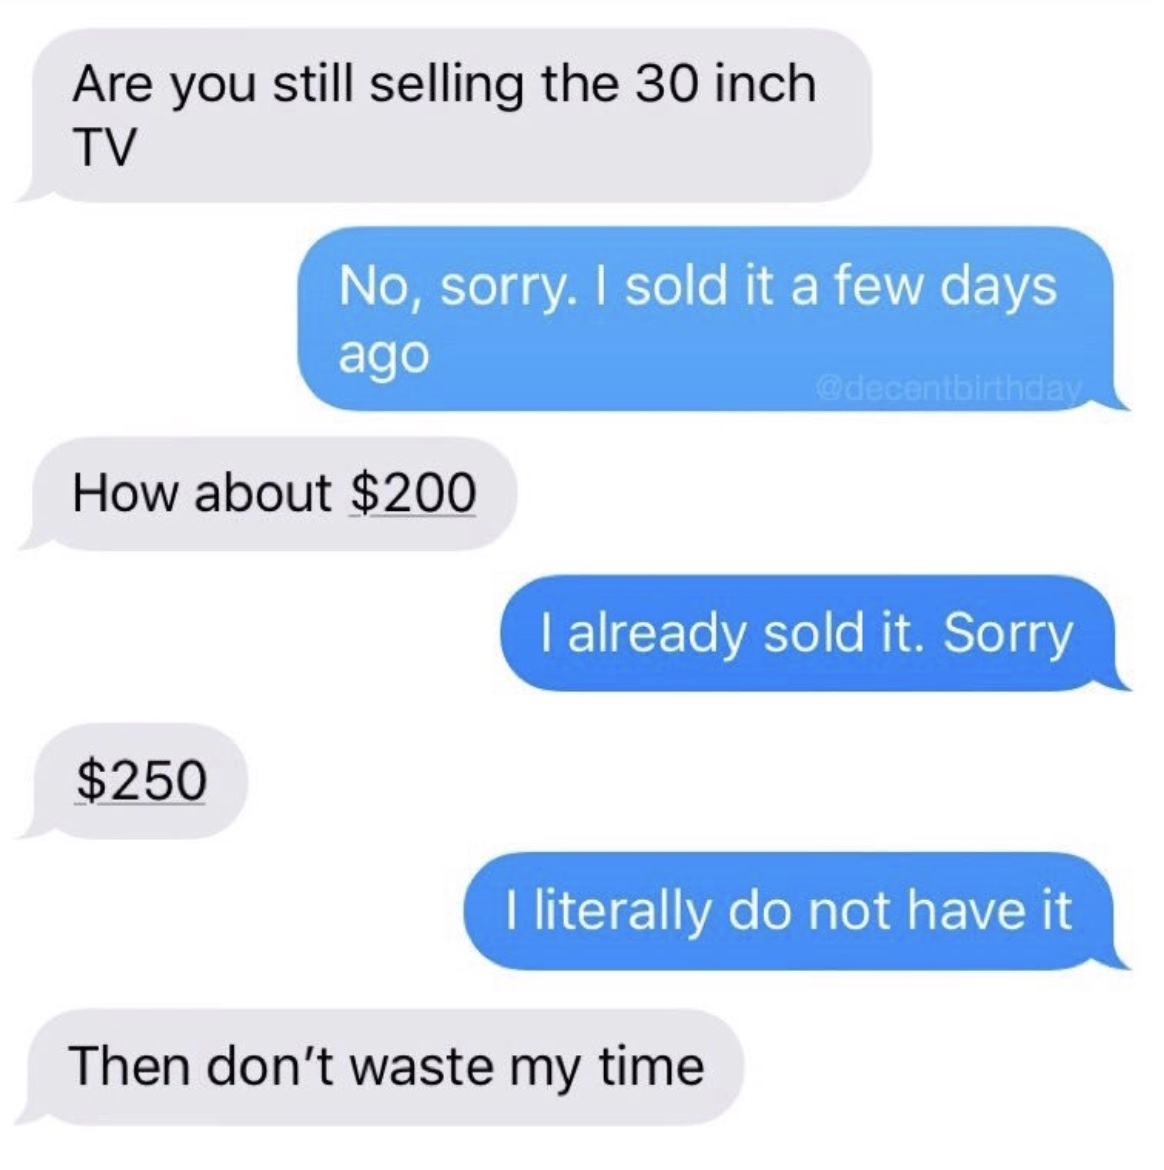 Are you still selling the 30 inch
TV
No, sorry. I sold it a few days
ago
@decentbirthday
How about $200
I already sold it. Sorry
$250
I literally do not have it
Then don’t waste my time